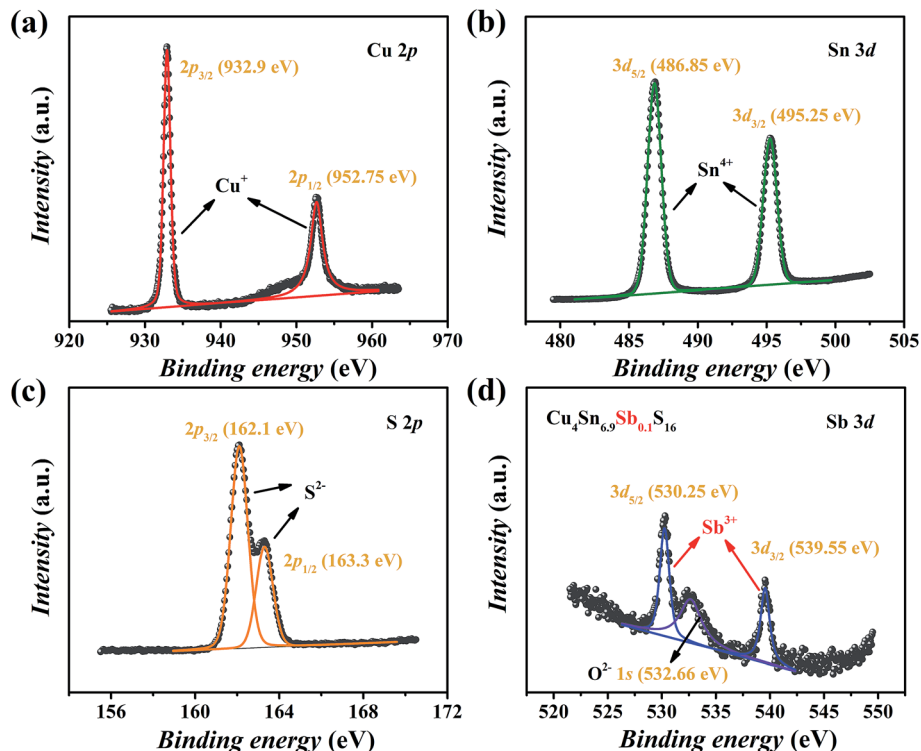 (a)
Cu 2p
2p3/2 (932.9 eV)
Cu+
2p1/2 (952.75 eV)
Intensity (a.u.)
920 930 940 950 960 970
Binding energy (eV)
(b)
Sn 3d
3d5/2 (486.85 eV)
3d3/2 (495.25 eV)
Sn4+
Intensity (a.u.)
480 485 490 495 500 505
Binding energy (eV)
(c)
S 2p
2p3/2 (162.1 eV)
S2-
2p1/2 (163.3 eV)
Intensity (a.u.)
156 160 164 168 172
Binding energy (eV)
(d)
Cu4Sn6.9Sb0.1S16
Sb 3d
3d5/2 (530.25 eV)
Sb3+
3d3/2 (539.55 eV)
O2- 1s (532.66 eV)
Intensity (a.u.)
520 525 530 535 540 545 550
Binding energy (eV)